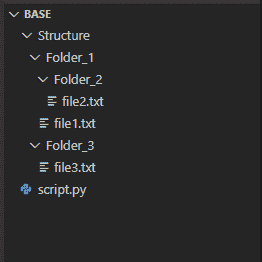 BASE
Structure
Folder_1
Folder_2
file2.txt
file1.txt
Folder_3
file3.txt
script.py